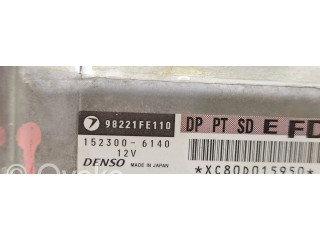 98221FE110 DP PT SD E FD
152300-6140
12V
DENSO MADE IN JAPAN
*XC80D015950*